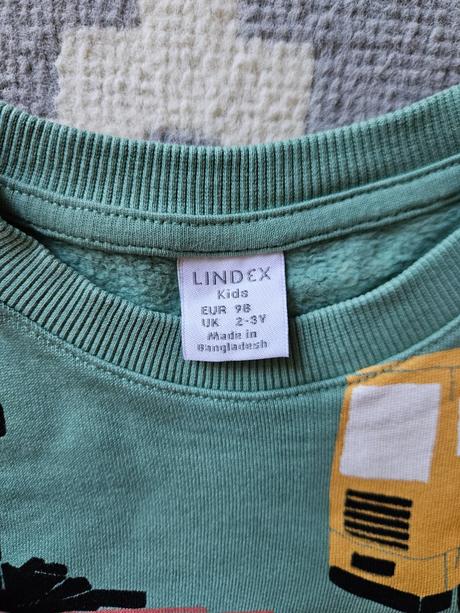 LINDEX
Kids
EUR 98
UK 2-3Y
Made in
Bangladesh